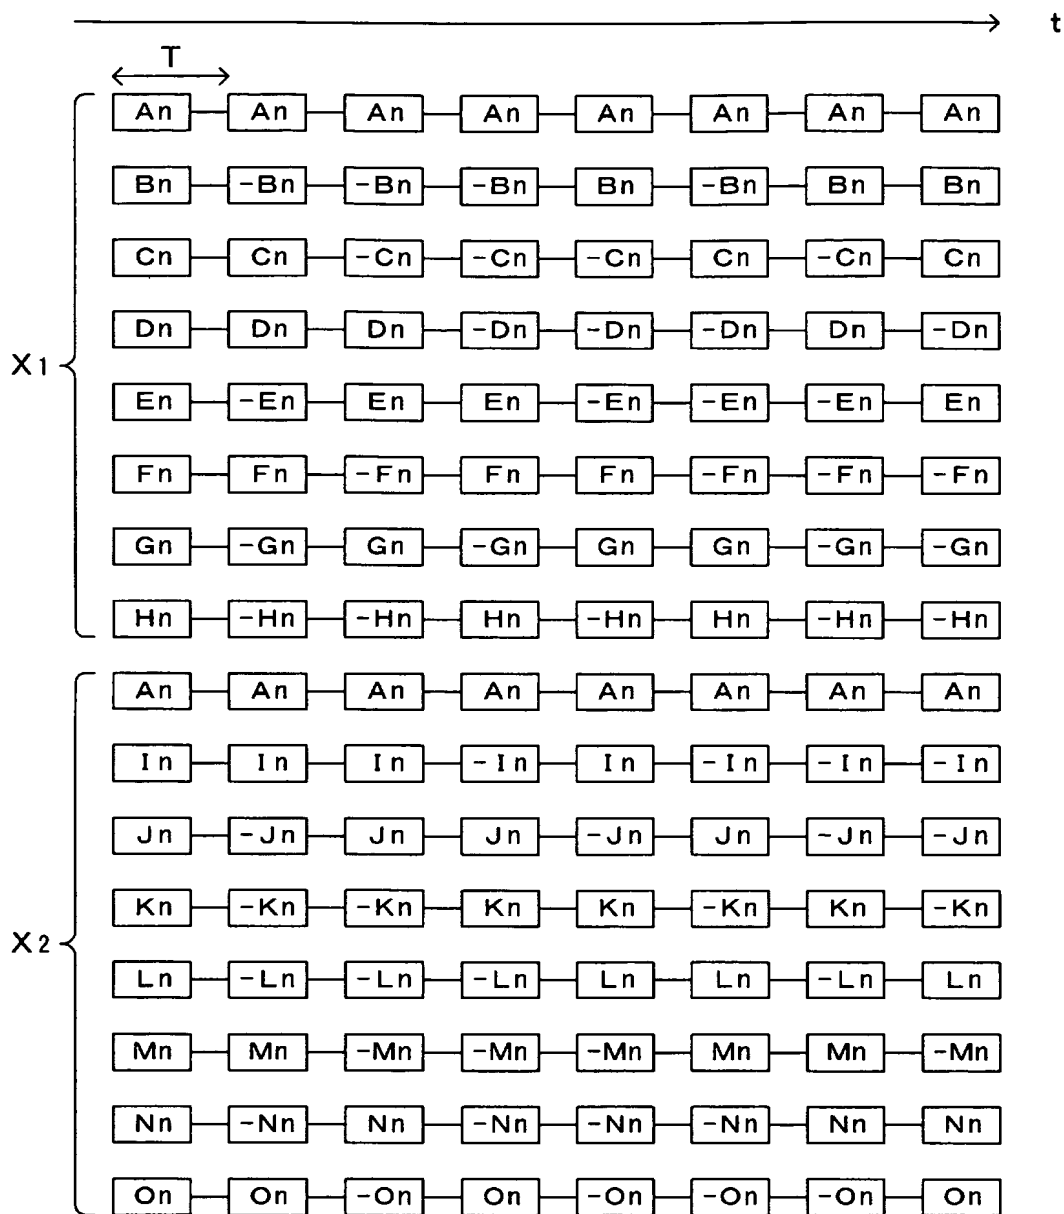 t
T
An An An An An An An An
Bn -Bn -Bn -Bn Bn -Bn Bn Bn
Cn Cn -Cn -Cn -Cn Cn -Cn Cn
Dn Dn Dn -Dn -Dn -Dn Dn -Dn
X1
En -En En En -En -En -En En
Fn Fn -Fn Fn Fn -Fn -Fn -Fn
Gn -Gn Gn -Gn Gn Gn -Gn -Gn
Hn -Hn -Hn Hn -Hn Hn -Hn -Hn
An An An An An An An An
In In In -In In -In -In -In
Jn -Jn Jn Jn -Jn Jn -Jn -Jn
Kn -Kn -Kn Kn Kn -Kn Kn -Kn
X2
Ln -Ln -Ln -Ln Ln Ln -Ln Ln
Mn Mn -Mn -Mn -Mn Mn Mn -Mn
Nn -Nn Nn -Nn -Nn -Nn Nn Nn
On On -On On -On -On -On On